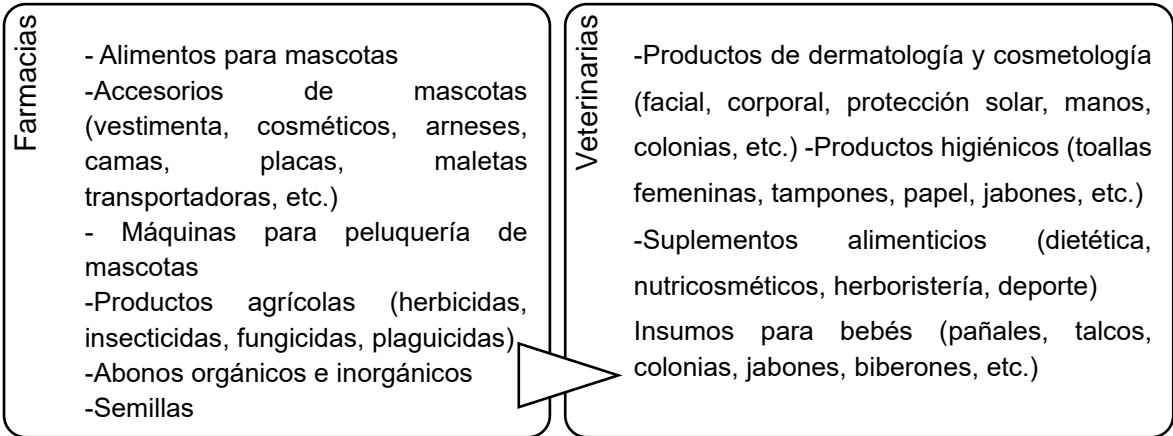 Farmacias
- Alimentos para mascotas
-Accesorios de mascotas
(vestimenta, cosméticos, arneses,
camas, placas, maletas
transportadoras, etc.)
- Máquinas para peluquería de
mascotas
-Productos agrícolas (herbicidas,
insecticidas, fungicidas, plaguicidas)
-Abonos orgánicos e inorgánicos
-Semillas
Veterinarias
-Productos de dermatología y cosmetología
(facial, corporal, protección solar, manos,
colonias, etc.) -Productos higiénicos (toallas
femeninas, tampones, papel, jabones, etc.)
-Suplementos alimenticios (dietética,
nutricosméticos, herboristería, deporte)
Insumos para bebés (pañales, talcos,
colonias, jabones, biberones, etc.)